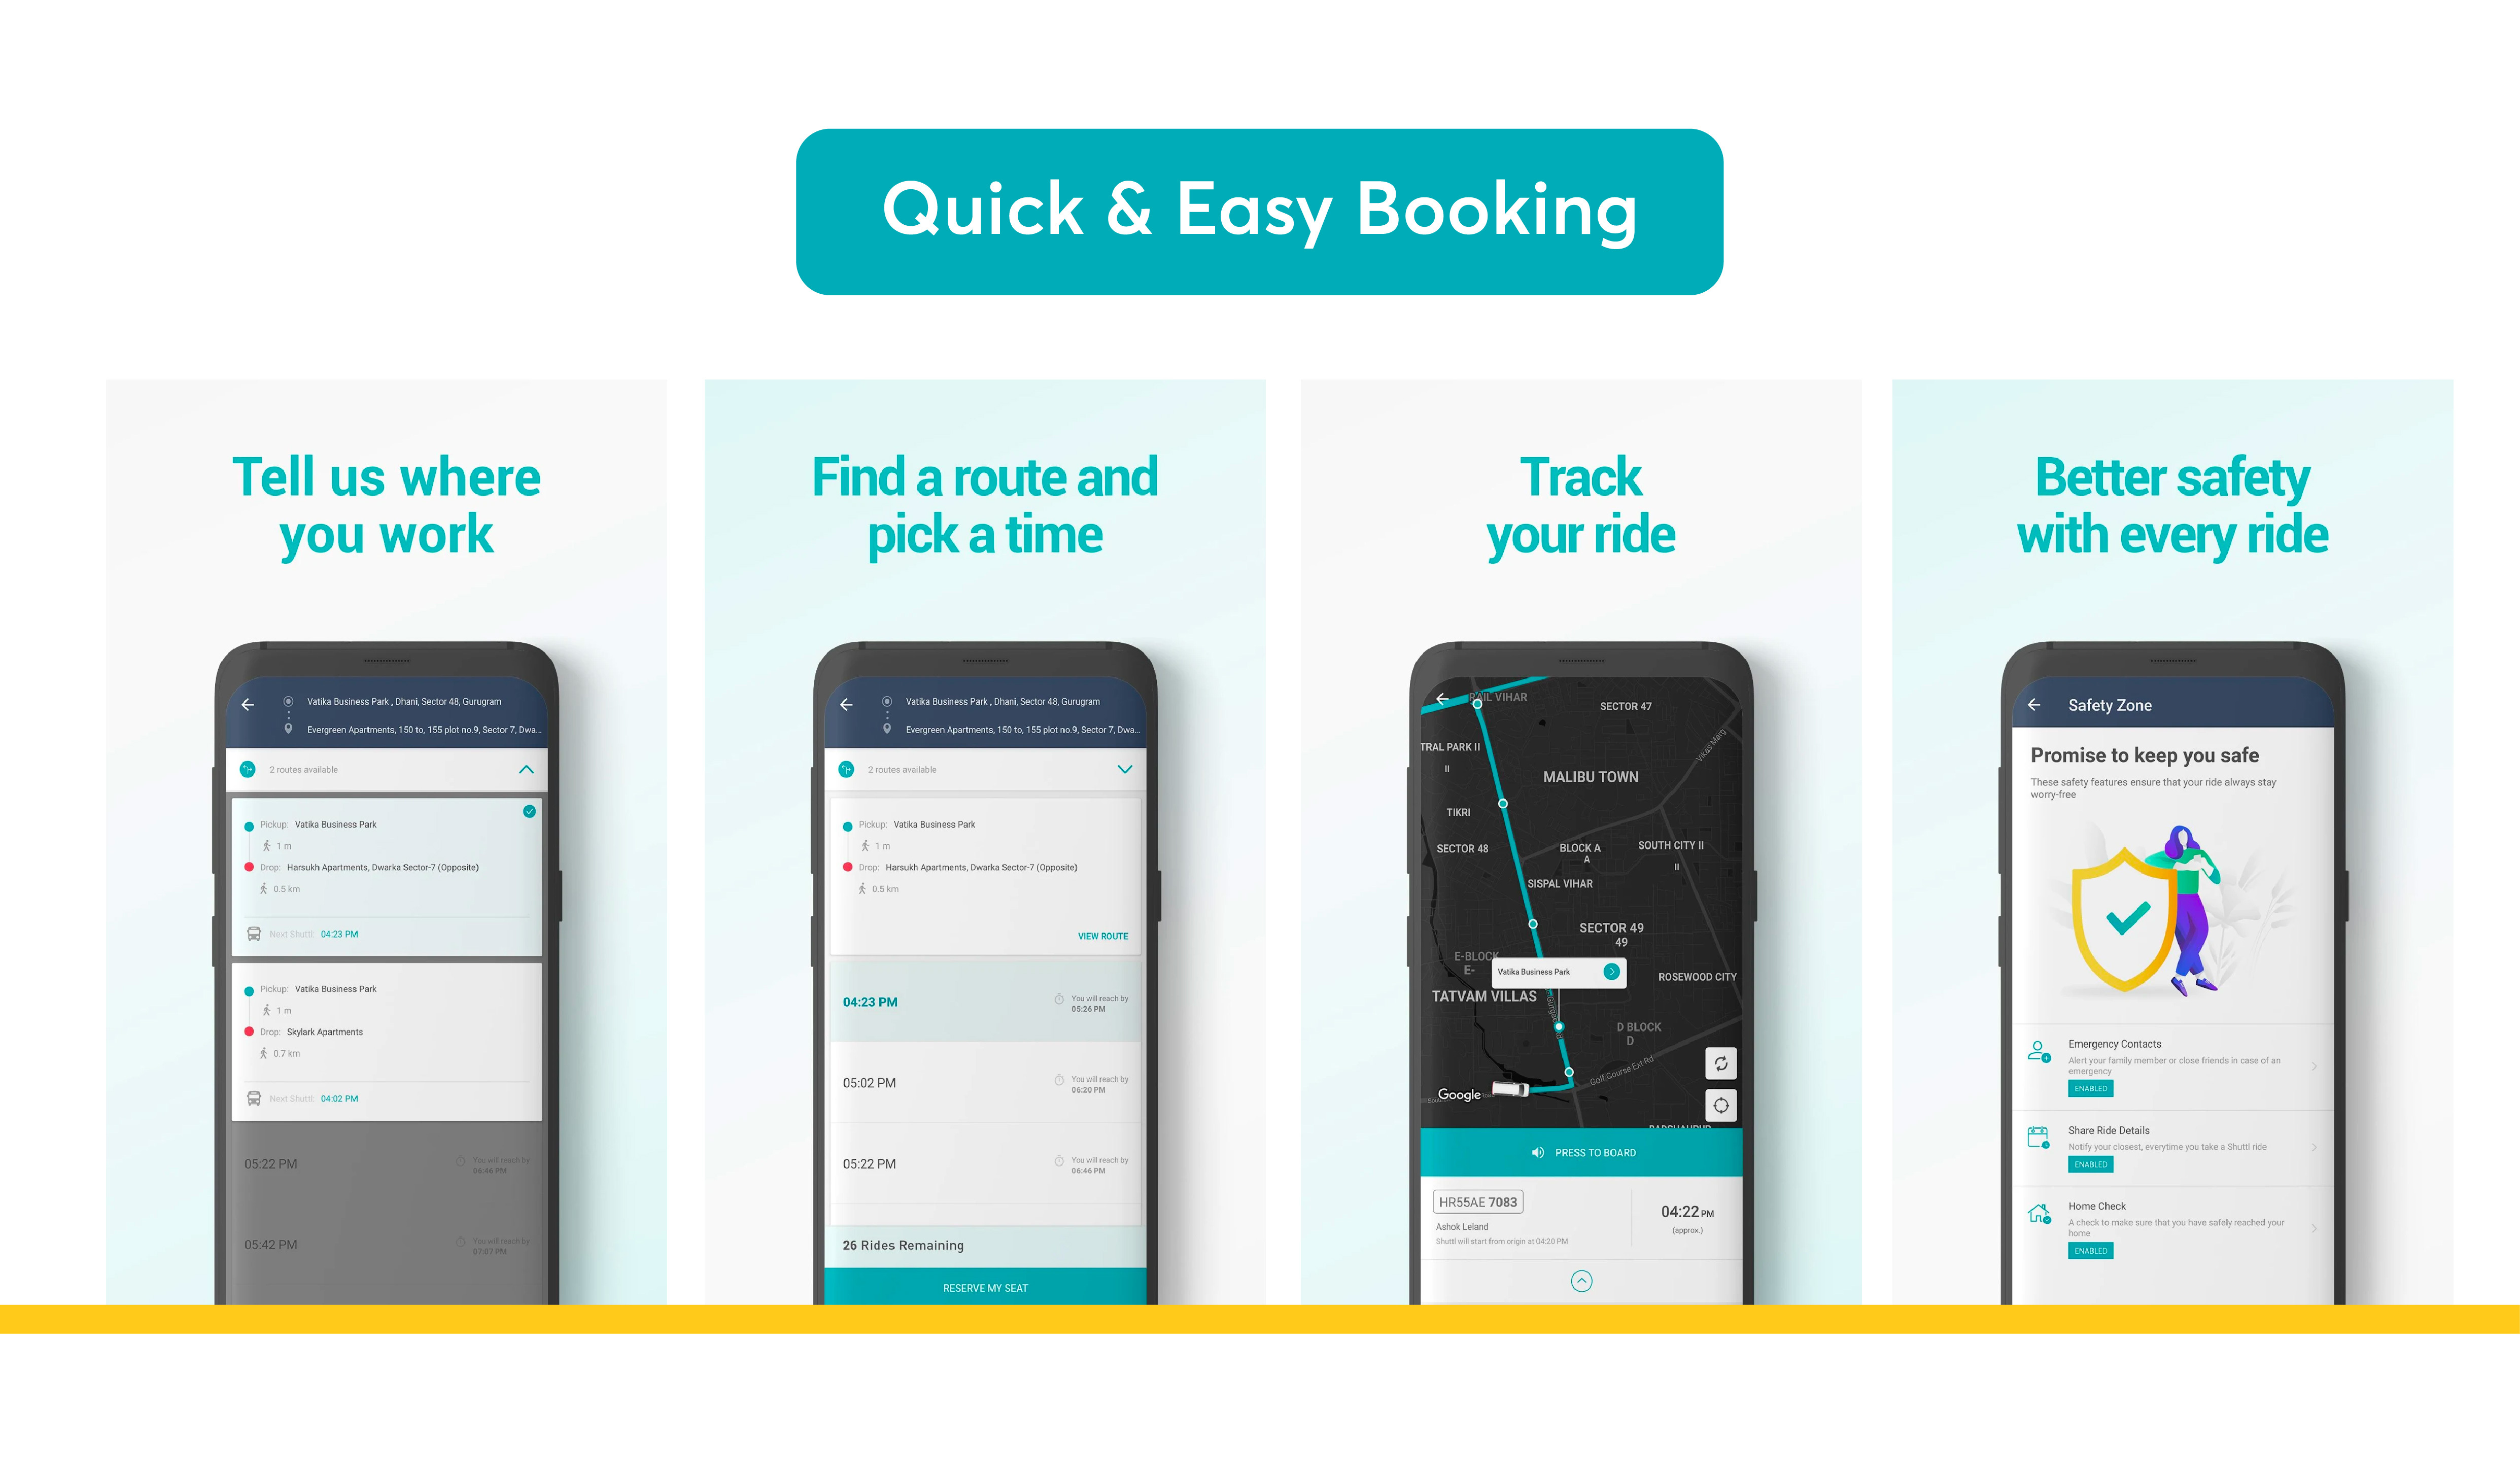 Quick & Easy Booking
Tell us where
you work
Vatika Business Park , Dhani, Sector 48, Gurugram
Evergreen Apartments, 150 to, 155 plot no.9, Sector 7, Dwa...
2 routes available
Pickup: Vatika Business Park
1 m
Drop: Harsukh Apartments, Dwarka Sector-7 (Opposite)
0.5 km
Next Shuttl: 04:23 PM
Pickup: Vatika Business Park
1 m
Drop: Skylark Apartments
0.7 km
Next Shuttl: 04:02 PM
05:22 PM
You will reach by
06:46 PM
05:42 PM
You will reach by
07:07 PM
Find a route and
pick a time
Vatika Business Park , Dhani, Sector 48, Gurugram
Evergreen Apartments, 150 to, 155 plot no.9, Sector 7, Dwa...
2 routes available
Pickup: Vatika Business Park
1 m
Drop: Harsukh Apartments, Dwarka Sector-7 (Opposite)
0.5 km
VIEW ROUTE
04:23 PM
You will reach by
05:26 PM
05:02 PM
You will reach by
06:20 PM
05:22 PM
You will reach by
06:46 PM
26 Rides Remaining
RESERVE MY SEAT
Track
your ride
RAIL VIHAR
SECTOR 47
Vikas Marg
TRAL PARK II
II
MALIBU TOWN
TIKRI
SECTOR 48
BLOCK A
A
SOUTH CITY II
II
SISPAL VIHAR
SECTOR 49
49
E-BLOCK
E-
Vatika Business Park
ROSEWOOD CITY
TATVAM VILLAS
D BLOCK
D
Golf Course Ext Rd
Google
PRESS TO BOARD
HR55AE 7083
Ashok Leland
Shuttl will start from origin at 04:20 PM
04:22 PM
(approx.)
Better safety
with every ride
Safety Zone
Promise to keep you safe
These safety features ensure that your ride always stay
worry-free
Emergency Contacts
Alert your family member or close friends in case of an
emergency
ENABLED
Share Ride Details
Notify your closest, everytime you take a Shuttl ride
ENABLED
Home Check
A check to make sure that you have safely reached your
home
ENABLED